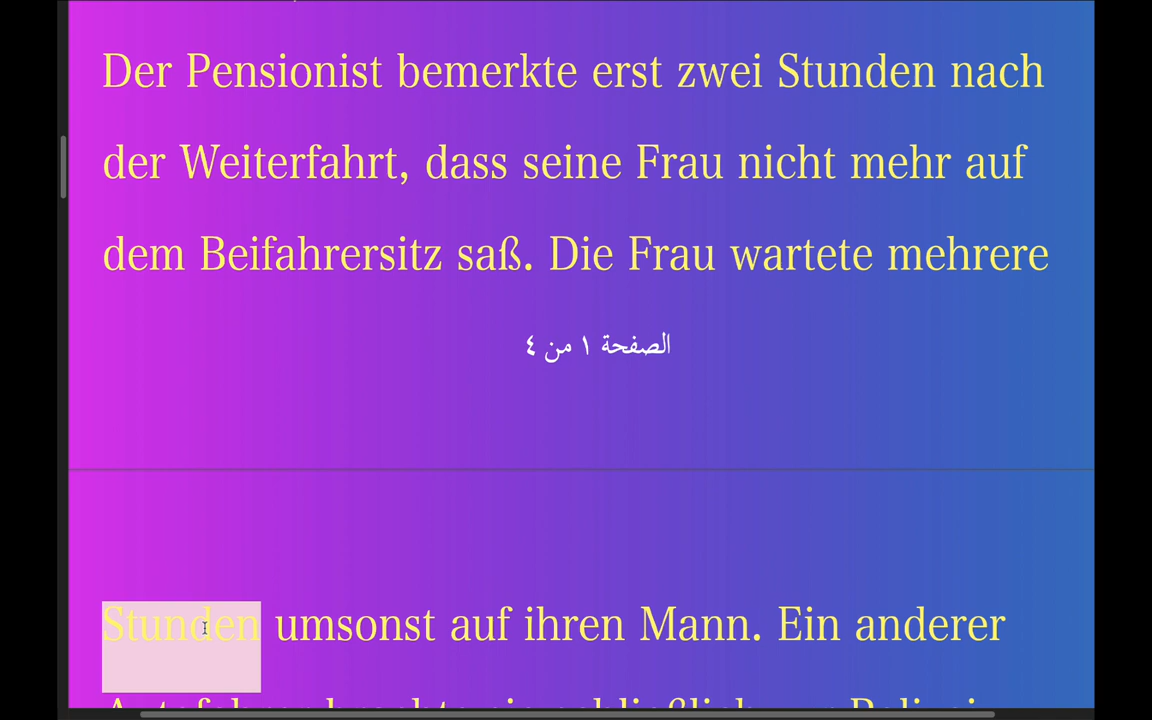 Der Pensionist bemerkte erst zwei Stunden nach
der Weiterfahrt, dass seine Frau nicht mehr auf
dem Beifahrersitz saß. Die Frau wartete mehrere
الصفحة ١ من ٤
Stunden umsonst auf ihren Mann. Ein anderer